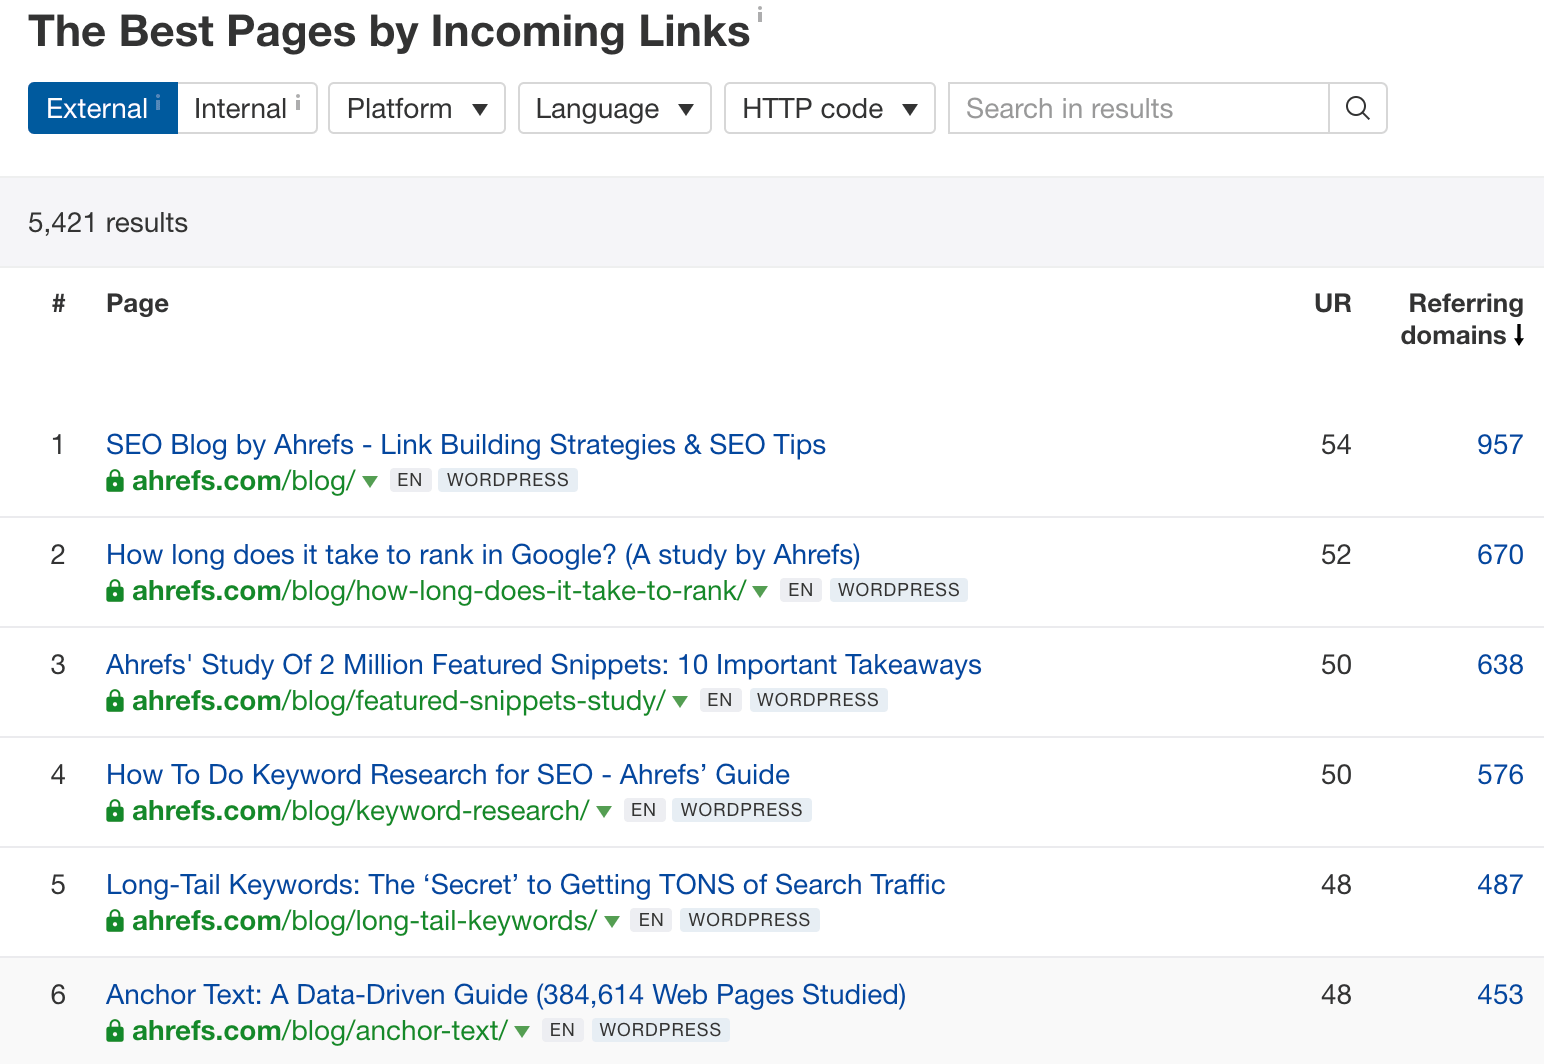 The Best Pages by Incoming Links i
External i Internal i Platform ▼ Language ▼ HTTP code ▼ Search in results
5,421 results
# Page UR Referring
domains ↓
1 SEO Blog by Ahrefs - Link Building Strategies & SEO Tips 54 957
ahrefs.com/blog/ ▼ EN WORDPRESS
2 How long does it take to rank in Google? (A study by Ahrefs) 52 670
ahrefs.com/blog/how-long-does-it-take-to-rank/ ▼ EN WORDPRESS
3 Ahrefs' Study Of 2 Million Featured Snippets: 10 Important Takeaways 50 638
ahrefs.com/blog/featured-snippets-study/ ▼ EN WORDPRESS
4 How To Do Keyword Research for SEO - Ahrefs’ Guide 50 576
ahrefs.com/blog/keyword-research/ ▼ EN WORDPRESS
5 Long-Tail Keywords: The ‘Secret’ to Getting TONS of Search Traffic 48 487
ahrefs.com/blog/long-tail-keywords/ ▼ EN WORDPRESS
6 Anchor Text: A Data-Driven Guide (384,614 Web Pages Studied) 48 453
ahrefs.com/blog/anchor-text/ ▼ EN WORDPRESS